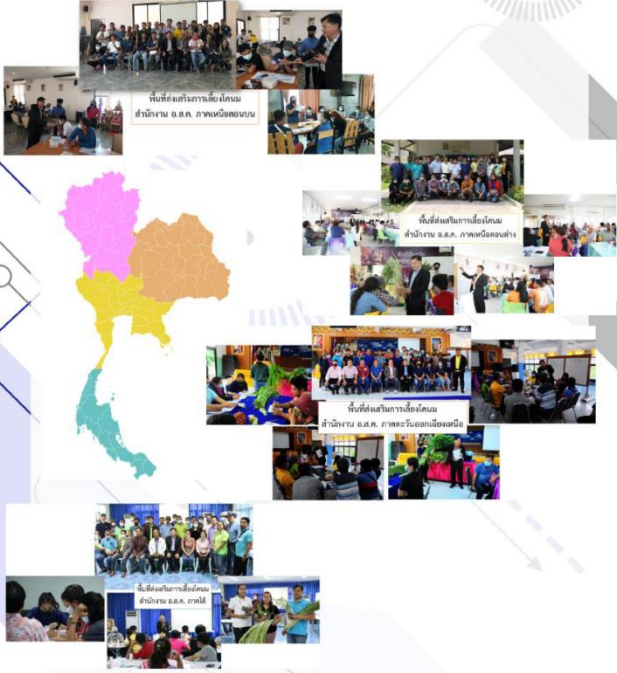 พื้นที่ส่งเสริมการเลี้ยงโคนม
สำนักงาน อ.ส.ค. ภาคเหนือตอนบน
พื้นที่ส่งเสริมการเลี้ยงโคนม
สำนักงาน อ.ส.ค. ภาคเหนือตอนล่าง
พื้นที่ส่งเสริมการเลี้ยงโคนม
สำนักงาน อ.ส.ค. ภาคตะวันออกเฉียงเหนือ
พื้นที่ส่งเสริมการเลี้ยงโคนม
สำนักงาน อ.ส.ค. ภาคใต้